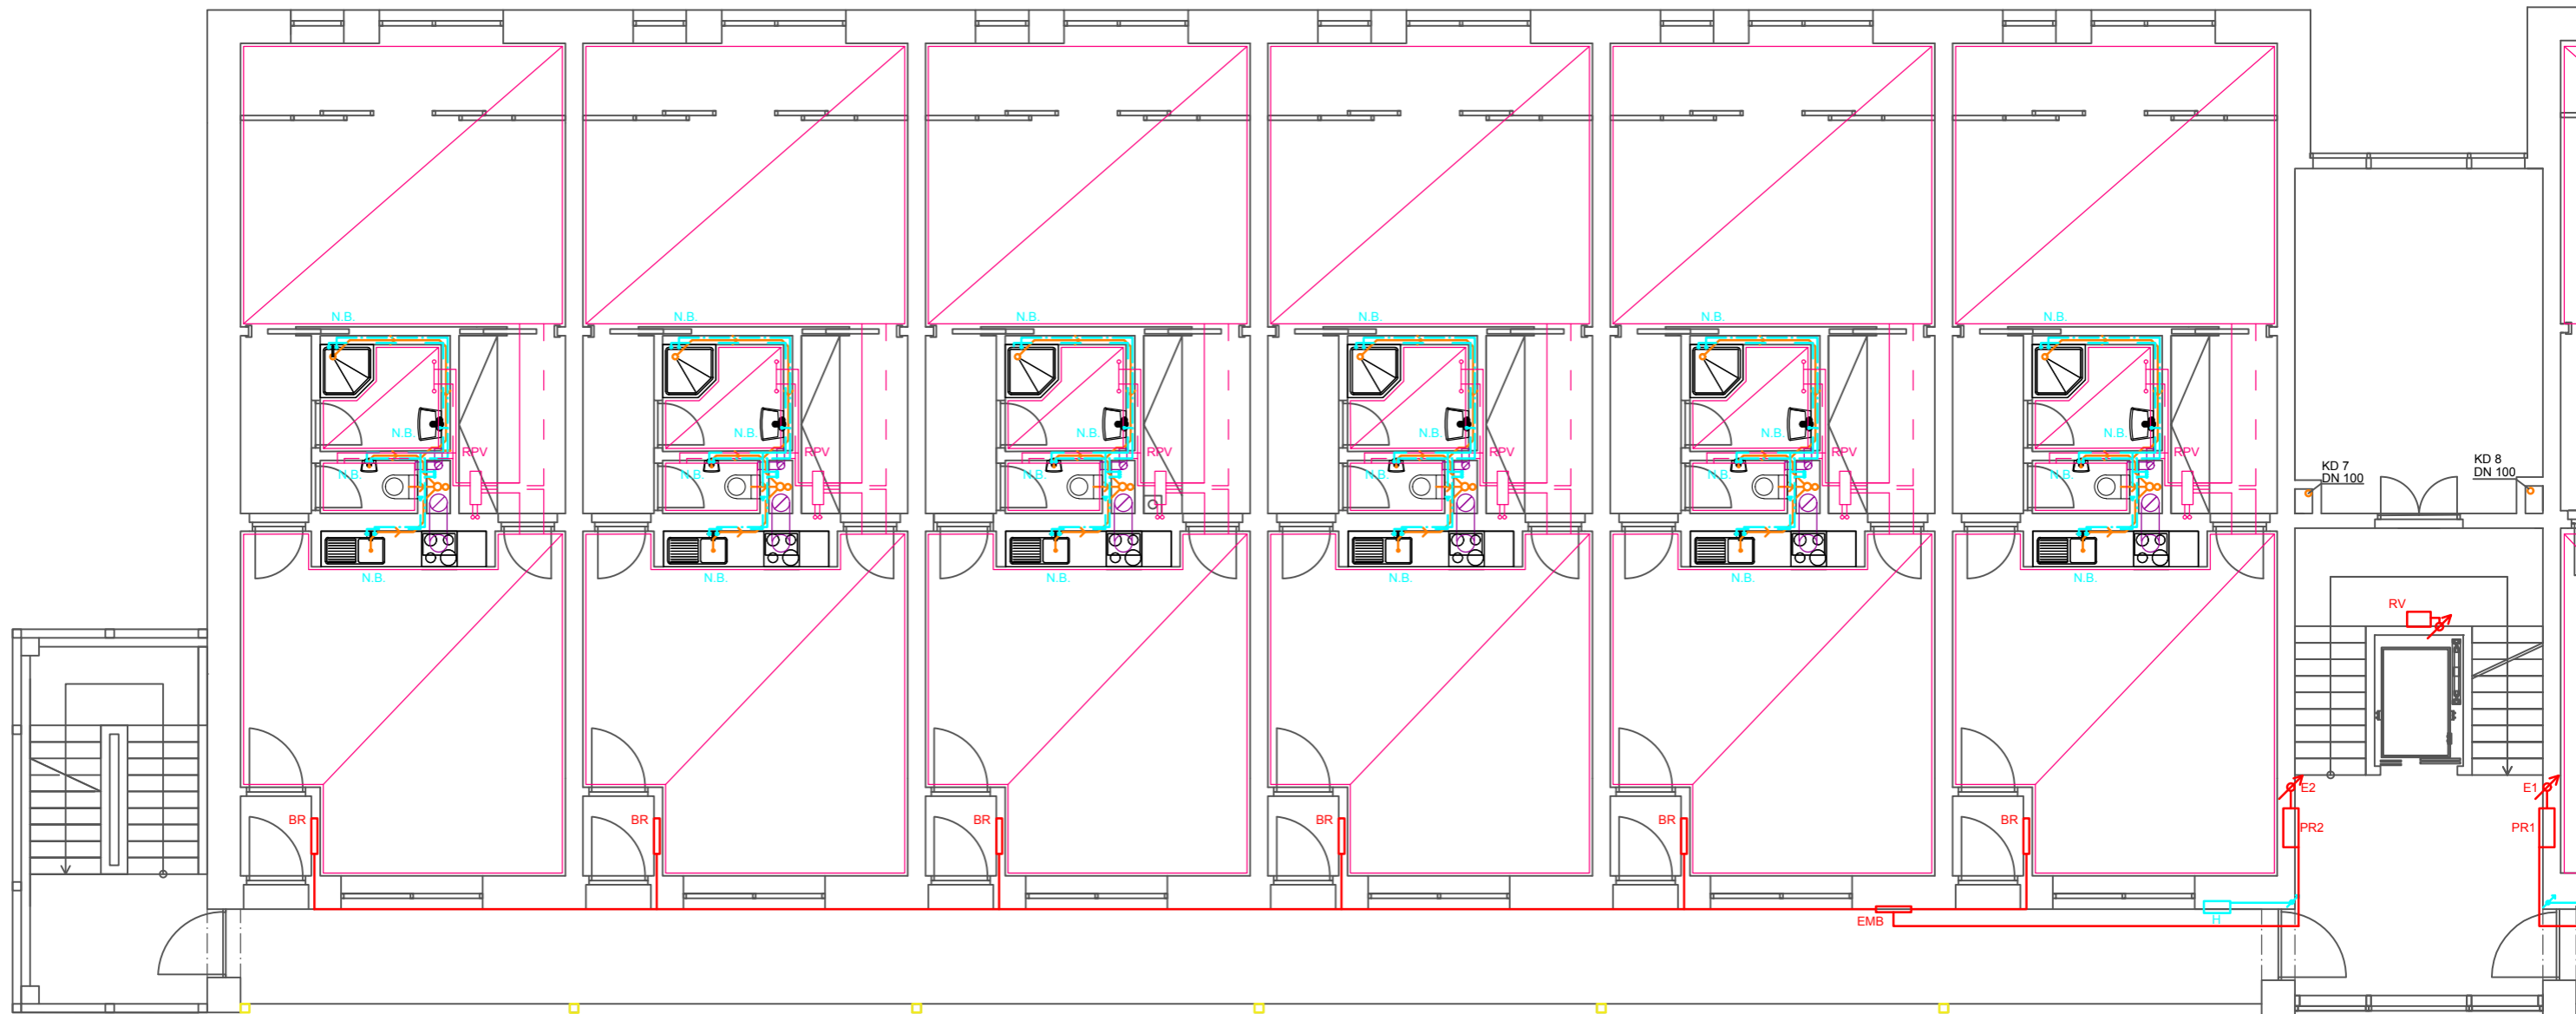 N.B. N.B. N.B. N.B. N.B. N.B.
N.B. N.B. N.B. N.B. N.B. N.B.
RPV RPV RPV RPV RPV RPV
N.B. N.B. N.B. N.B. N.B. N.B.
KD 7
DN 100
KD 8
DN 100
N.B. N.B. N.B. N.B. N.B. N.B.
RV
E2 E1
BR BR BR BR BR BR
PR2 PR1
EMB H